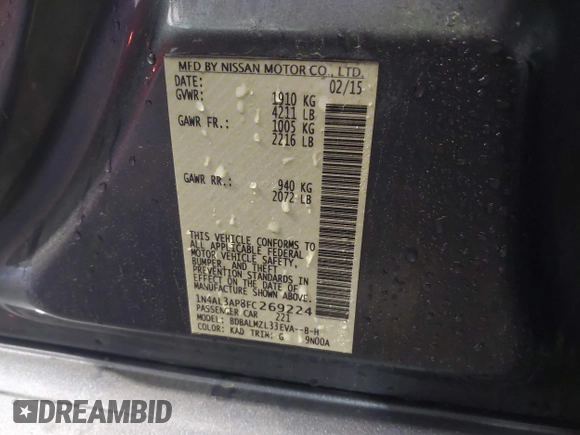 MFD BY NISSAN MOTOR CO., LTD.
DATE: 02/15
GVWR: 1910 KG
4211 LB
GAWR FR.: 1005 KG
2216 LB
GAWR RR.: 940 KG
2072 LB
THIS VEHICLE CONFORMS TO
ALL APPLICABLE FEDERAL
MOTOR VEHICLE SAFETY,
BUMPER, AND THEFT
PREVENTION STANDARDS
IN EFFECT ON THE DATE
OF MANUFACTURE SHOWN
ABOVE.
1N4AL3AP8FC269224
PASSENGER CAR 221
MODEL: BDBALMZL33EVA--B-H
COLOR: KAD TRIM: G 9N00A
DREAMBID